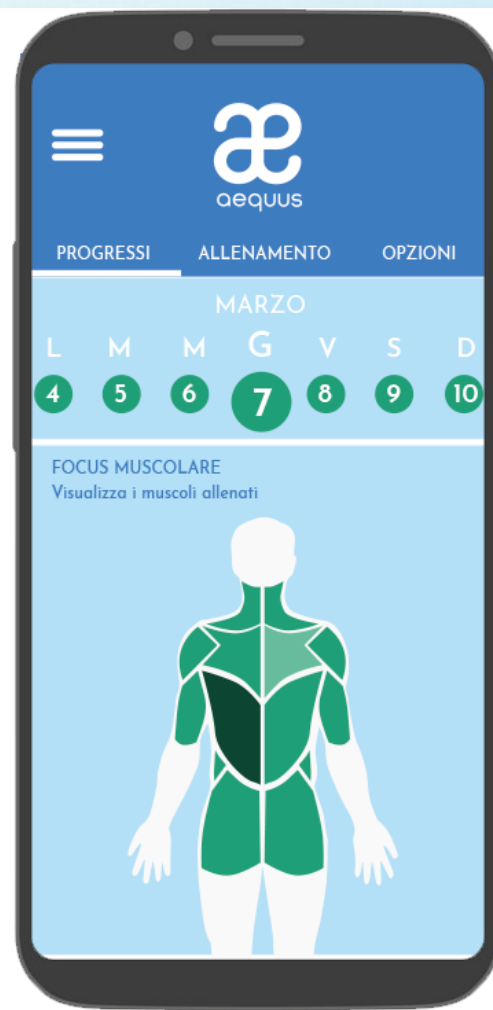 æ
aequus
PROGRESSI ALLENAMENTO OPZIONI
MARZO
L M M G V S D
4 5 6 7 8 9 10
FOCUS MUSCOLARE
Visualizza i muscoli allenati